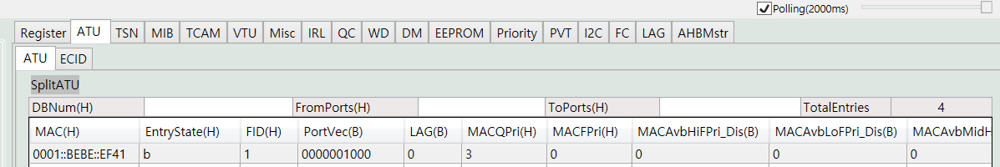 Polling(2000ms)
Register ATU TSN MIB TCAM VTU Misc IRL QC WD DM EEPROM Priority PVT I2C FC LAG AHBMstr
ATU ECID
SplitATU
DBNum(H) FromPorts(H) ToPorts(H) TotalEntries 4
MAC(H) EntryState(H) FID(H) PortVec(B) LAG(B) MACQPri(H) MACFPri(H) MACAvbHiFPri_Dis(B) MACAvbLoFPri_Dis(B) MACAvbMidH
0001::BEBE::EF41 b 1 0000001000 0 3 0 0 0 0